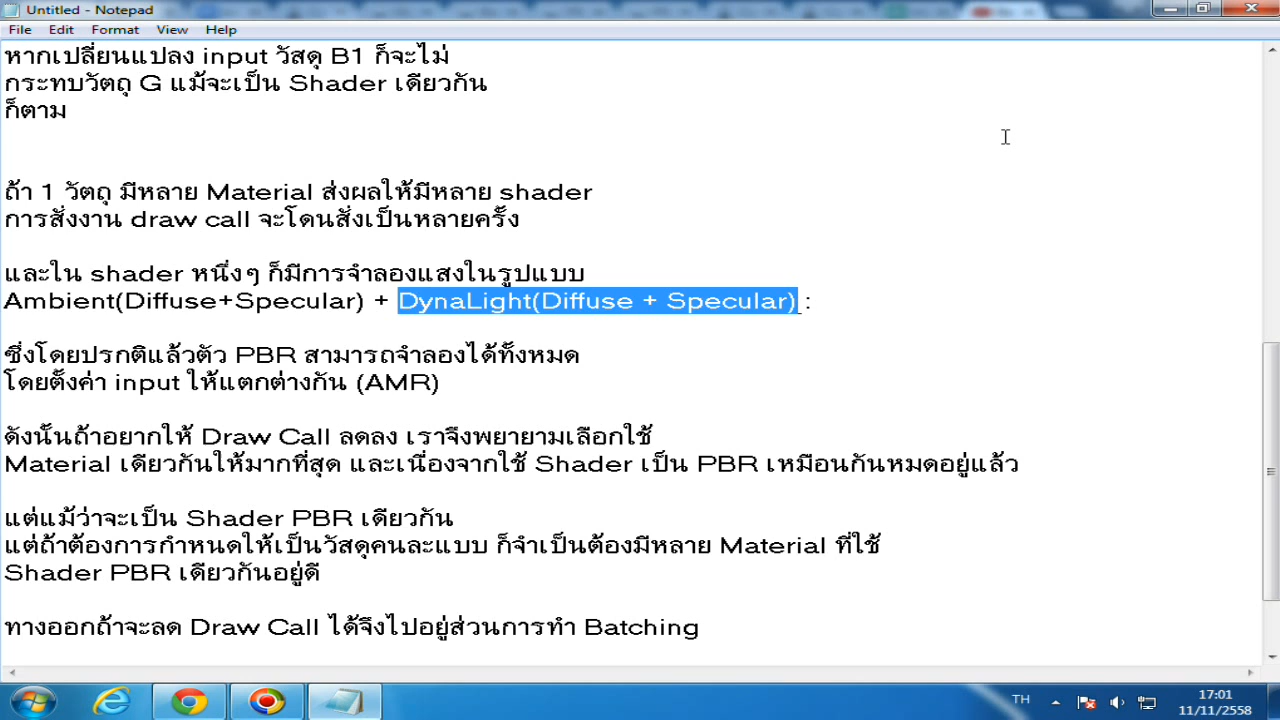 Untitled - Notepad
File Edit Format View Help
หากเปลี่ยนแปลง input วัสดุ B1 ก็จะไม่
กระทบวัตถุ G แม้จะเป็น Shader เดียวกัน
ก็ตาม
ถ้า 1 วัตถุ มีหลาย Material ส่งผลให้มีหลาย shader
การสั่งงาน draw call จะโดนสั่งเป็นหลายครั้ง
และใน shader หนึ่งๆ ก็มีการจำลองแสงในรูปแบบ
Ambient(Diffuse+Specular) + DynaLight(Diffuse + Specular) :
ซึ่งโดยปรกติแล้วตัว PBR สามารถจำลองได้ทั้งหมด
โดยตั้งค่า input ให้แตกต่างกัน (AMR)
ดังนั้นถ้าอยากให้ Draw Call ลดลง เราจึงพยายามเลือกใช้
Material เดียวกันให้มากที่สุด และเนื่องจากใช้ Shader เป็น PBR เหมือนกันหมดอยู่แล้ว
แต่แม้ว่าจะเป็น Shader PBR เดียวกัน
แต่ถ้าต้องการกำหนดให้เป็นวัสดุคนละแบบ ก็จำเป็นต้องมีหลาย Material ที่ใช้
Shader PBR เดียวกันอยู่ดี
ทางออกถ้าจะลด Draw Call ได้จึงไปอยู่ส่วนการทำ Batching
TH
17:01
11/11/2558